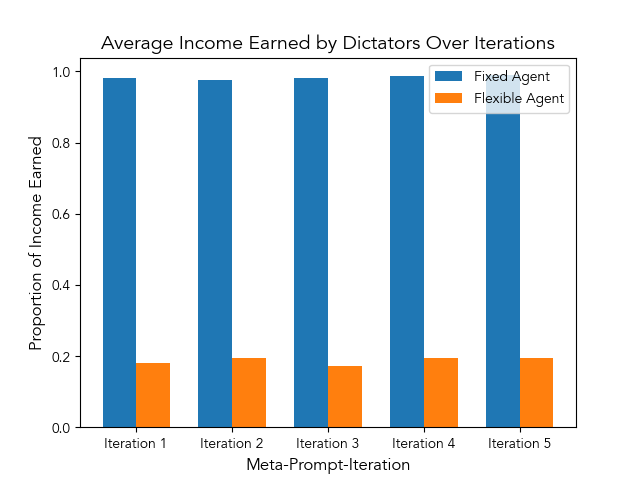 Average Income Earned by Dictators Over Iterations
Fixed Agent
Flexible Agent
1.0
0.8
0.6
0.4
0.2
0.0
Proportion of Income Earned
Iteration 1 Iteration 2 Iteration 3 Iteration 4 Iteration 5
Meta-Prompt-Iteration